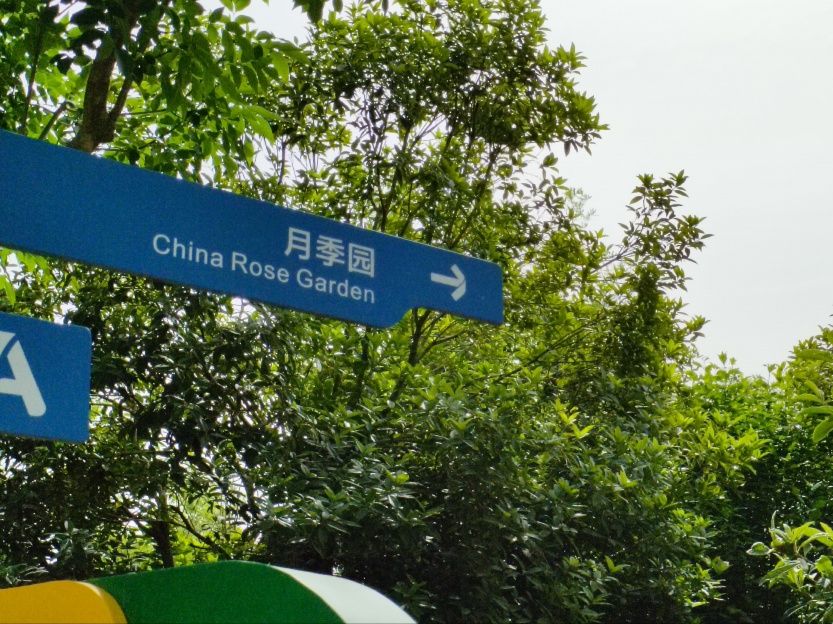 月季园
China Rose Garden